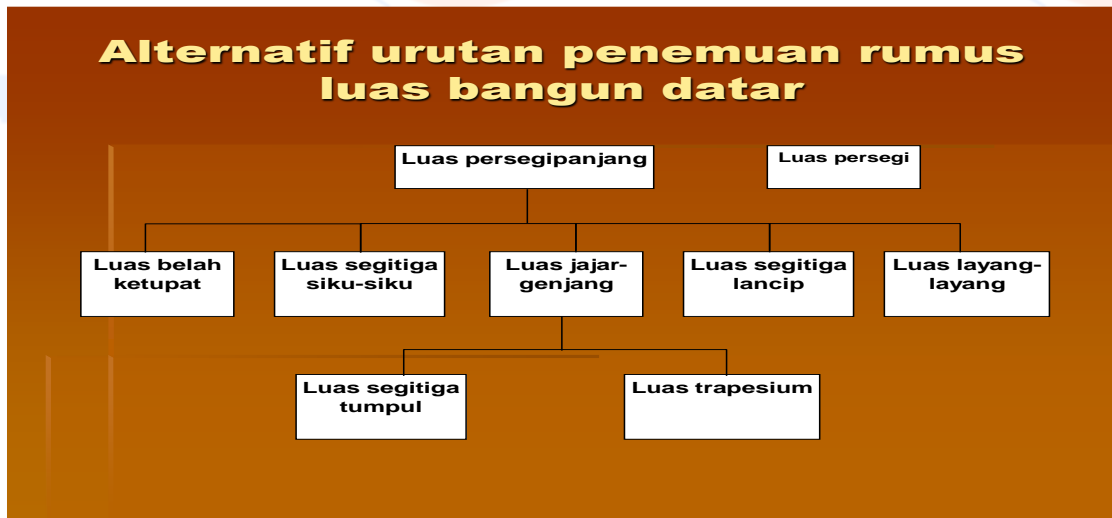 Alternatif urutan penemuan rumus
luas bangun datar
Luas persegipanjang
Luas persegi
Luas belah
ketupat
Luas segitiga
siku-siku
Luas jajar-
genjang
Luas segitiga
lancip
Luas layang-
layang
Luas segitiga
tumpul
Luas trapesium